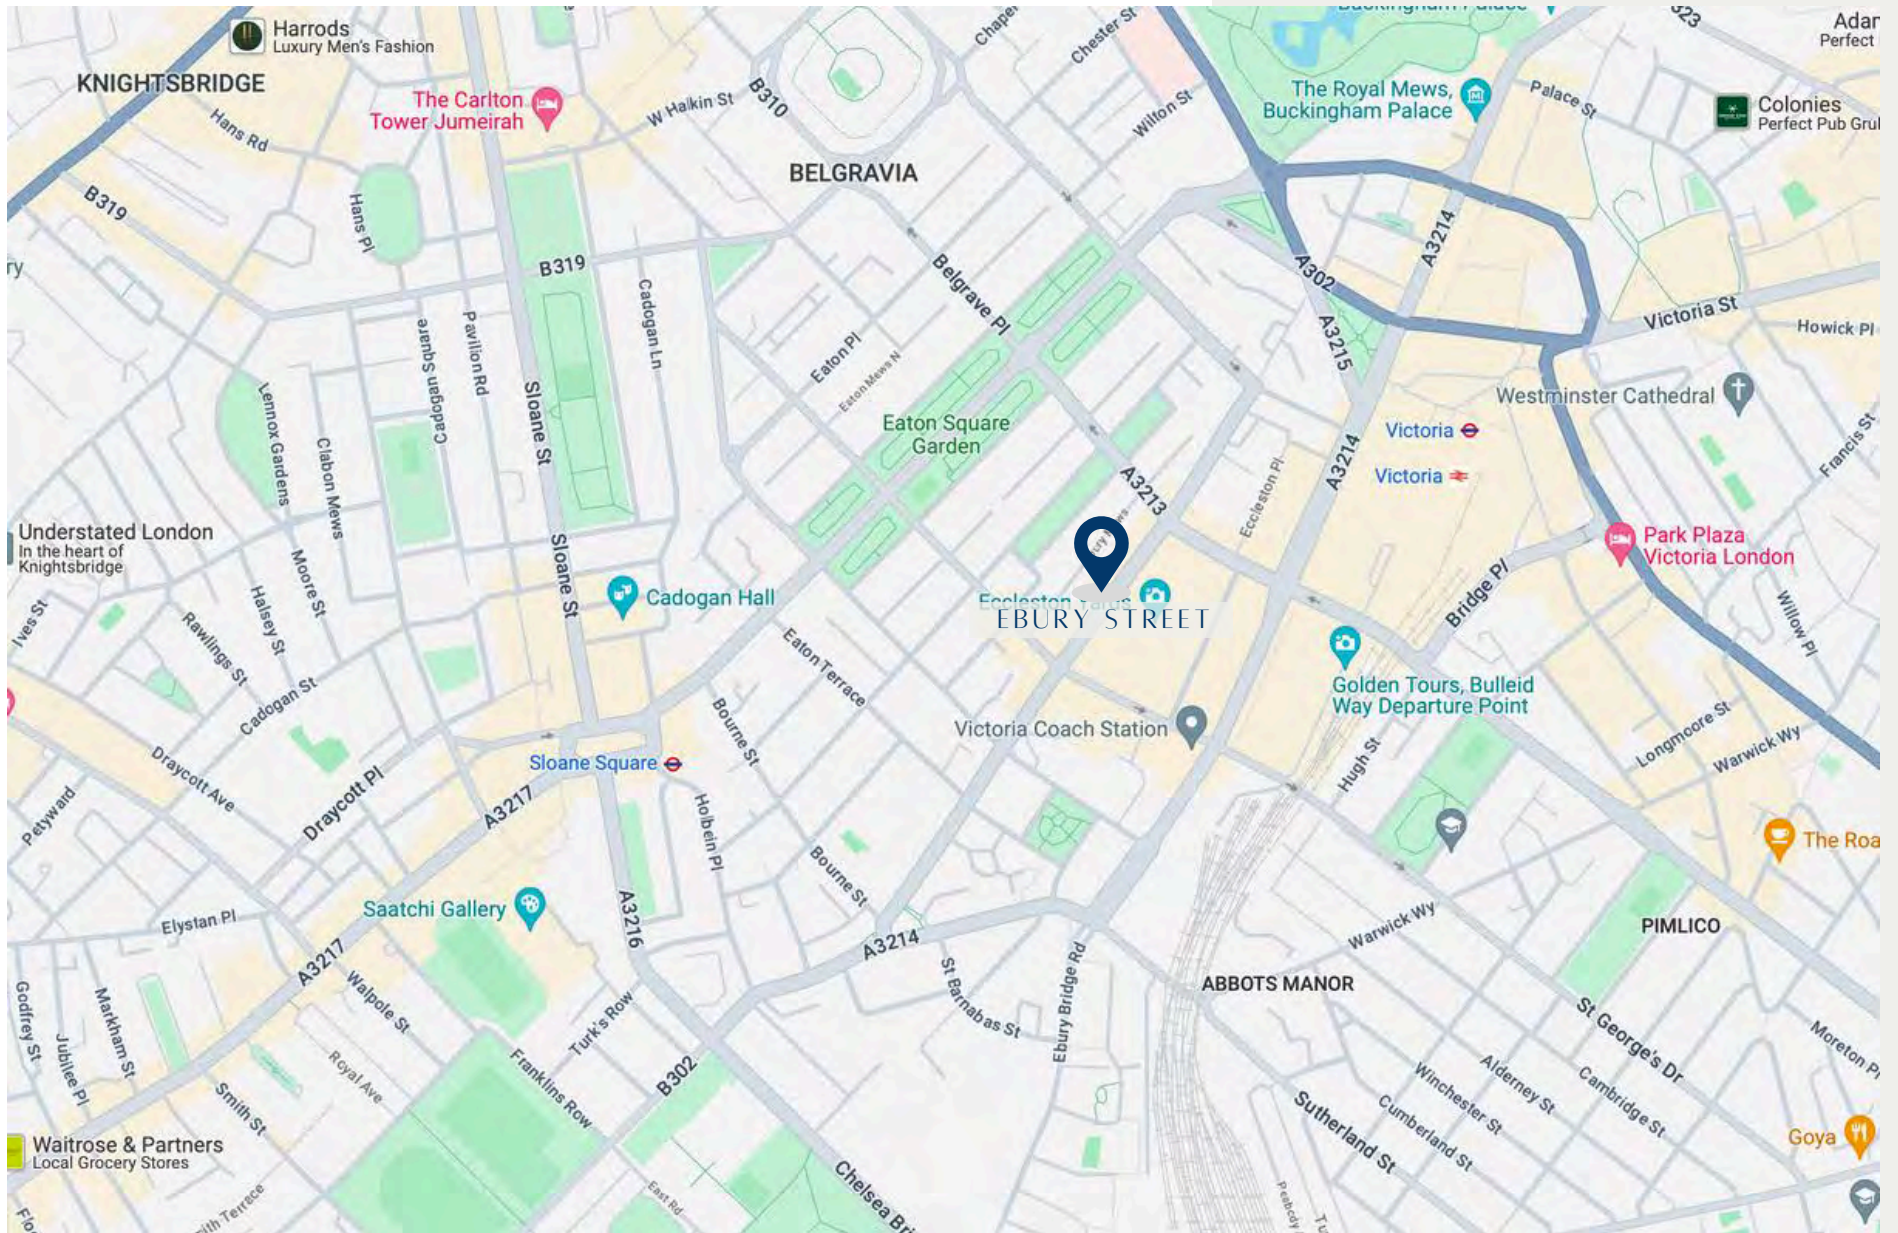 Buckingham Palace
Harrods
Luxury Men's Fashion
KNIGHTSBRIDGE
Hans Rd
The Carlton
Tower Jumeirah
W Halkin St
B310
Chester St
Wilton St
The Royal Mews,
Buckingham Palace
Palace St
Colonies
Perfect
BELGRAVIA
B319
Hans Pl
B319
Cadogan Ln
Belgrave Pl
A302
A3214
A3215
Victoria St
Howick Pl
Cadogan Square
Pavilion Rd
Sloane St
Eaton Pl
Eaton Mews N
Eaton Square
Garden
Lennox Gardens
Clabon Mews
Westminster Cathedral
Francis St
Victoria
Victoria
A3214
A3213
Eccleston Pl
Understated London
In the heart of
Knightsbridge
Moore St
Halsey St
Ives St
Rawlings St
Cadogan St
Sloane St
Cadogan Hall
Eccleston Yards
EBURY STREET
Park Plaza
Victoria London
Bridge Pl
Willow Pl
Golden Tours, Bulleid
Way Departure Point
Eaton Terrace
Bourne St
Victoria Coach Station
Hugh St
Longmoore St
Warwick Wy
Sloane Square
Draycott Ave
Draycott Pl
Petyward
A3217
Holbein Pl
Bourne St
Saatchi Gallery
Elystan Pl
A3217
A3216
A3214
Warwick Wy
PIMLICO
ABBOTS MANOR
St Barnabas St
Ebury Bridge Rd
Turk's Row
Walpole St
Godfrey St
Markham St
Jubilee Pl
Royal Ave
Smith St
Franklins Row
B302
St George's Dr
Moreton Pl
Alderney St
Cambridge St
Winchester St
Cumberland St
Sutherland St
Goya
Waitrose & Partners
Local Grocery Stores
East Rd
Perfect Pub
The
Peabody